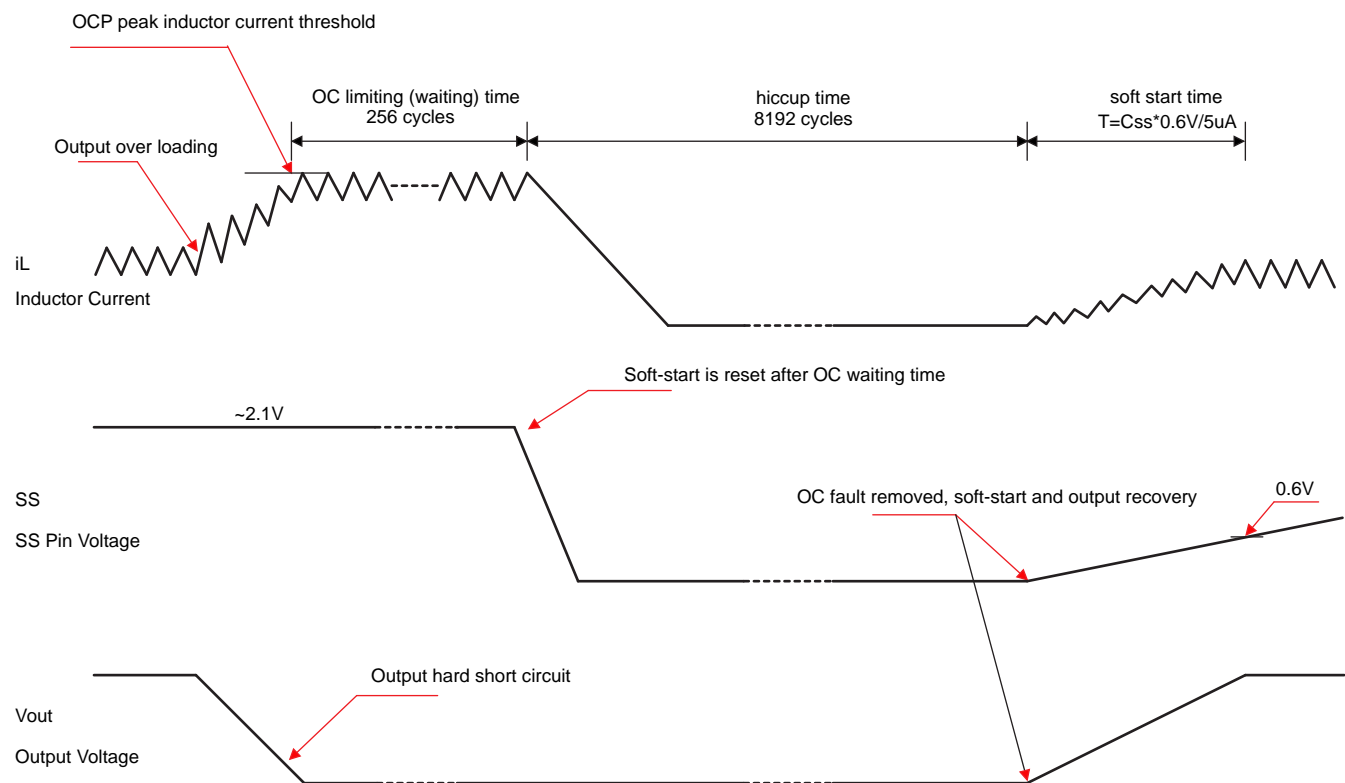 OCP peak inductor current threshold
OC limiting (waiting) time
256 cycles
hiccup time
8192 cycles
soft start time
T=Css*0.6V/5uA
Output over loading
iL
Inductor Current
Soft-start is reset after OC waiting time
~2.1V
SS
SS Pin Voltage
OC fault removed, soft-start and output recovery
0.6V
Output hard short circuit
Vout
Output Voltage